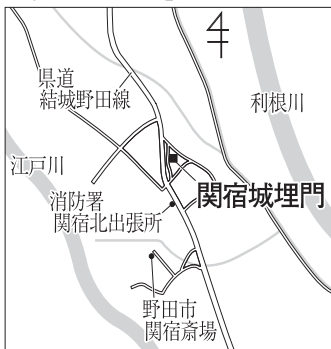 県道
結城野田線
利根川
江戸川
消防署
関宿北出張所
関宿城埋門
野田市
関宿斎場